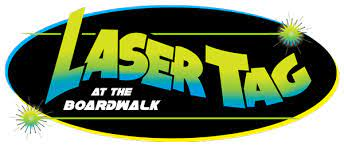 LASER TAG
AT THE
BOARDWALK